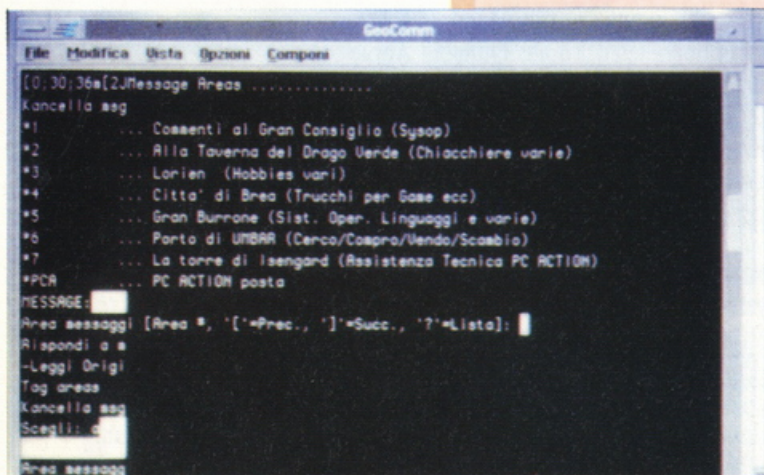 GeoComm
File Modifica Vista Opzioni Componi
[0;30;36m[2JMessage Areas ..............
Kancella msg
*1 ... Commenti al Gran Consiglio (Sysop)
*2 ... Alla Taverna del Drago Verde (Chiacchiere varie)
*3 ... Lorien (Hobbies vari)
*4 ... Citta' di Brea (Trucchi per Game ecc)
*5 ... Gran Burrone (Sist. Oper. Linguaggi e varie)
*6 ... Porto di UMBAR (Cerco/Compro/Vendo/Scambio)
*7 ... La torre di Isengard (Assistenza Tecnica PC ACTION)
*PCA ... PC ACTION posta
MESSAGE:
Area messaggi [Area *, '['=Prec., ']'=Succ., '?'=Lista]:
Rispondi a m
-Leggi Origi
Tag areas
Kancella msg
Scegli: a
Area messagg